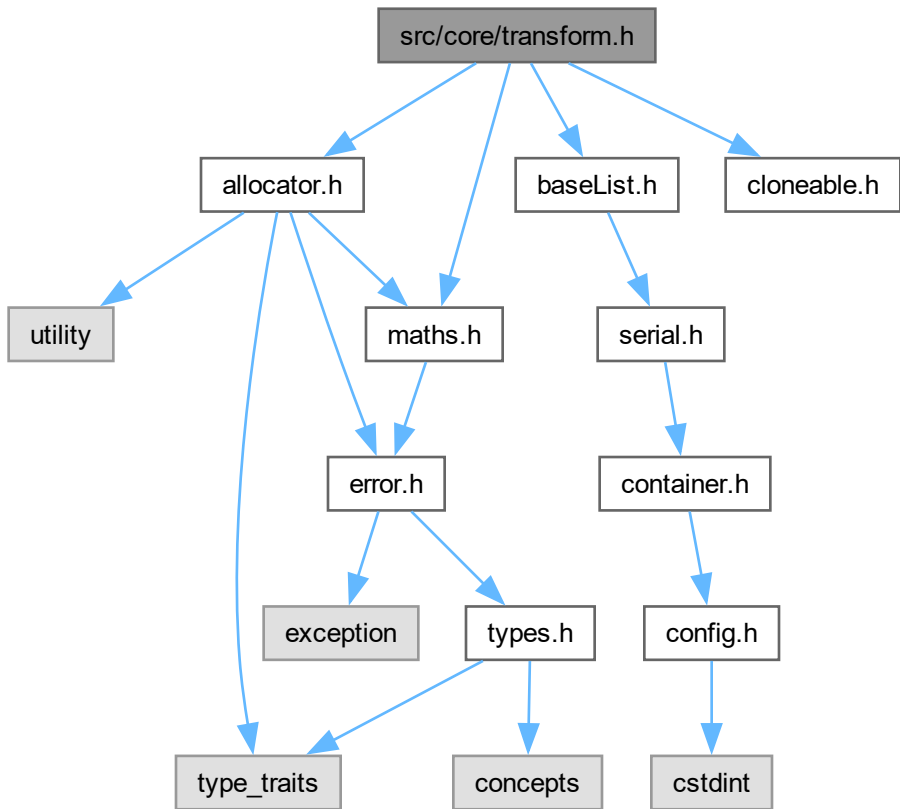 src/core/transform.h
allocator.h
baseList.h
cloneable.h
utility
maths.h
serial.h
error.h
container.h
exception
types.h
config.h
type_traits
concepts
cstdint